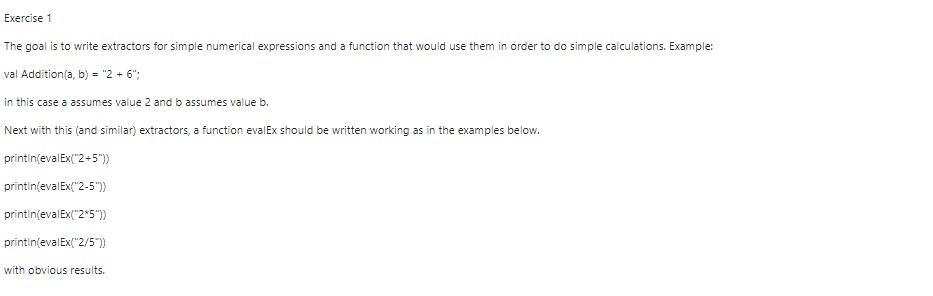 Exercise 1
The goal is to write extractors for simple numerical expressions and a function that would use them in order to do simple calculations. Example:
val Addition(a, b) = "2 + 6";
in this case a assumes value 2 and b assumes value b.
Next with this (and similar) extractors, a function evalEx should be written working as in the examples below.
println(evalEx("2+5"))
println(evalEx("2-5"))
println(evalEx("2*5"))
println(evalEx("2/5"))
with obvious results.